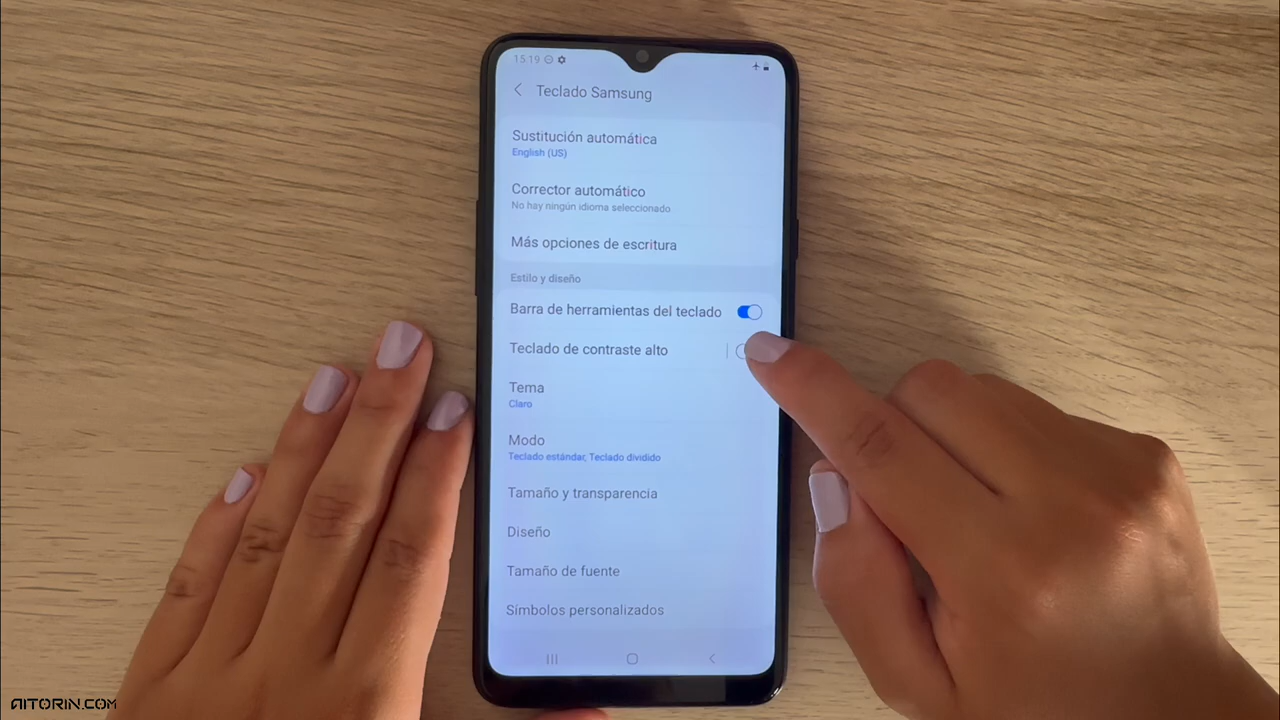 15:19
Teclado Samsung
Sustitución automática
English (US)
Corrector automático
No hay ningún idioma seleccionado
Más opciones de escritura
Estilo y diseño
Barra de herramientas del teclado
Teclado de contraste alto
Tema
Claro
Modo
Teclado estándar, Teclado dividido
Tamaño y transparencia
Diseño
Tamaño de fuente
Símbolos personalizados
AITORIN.COM